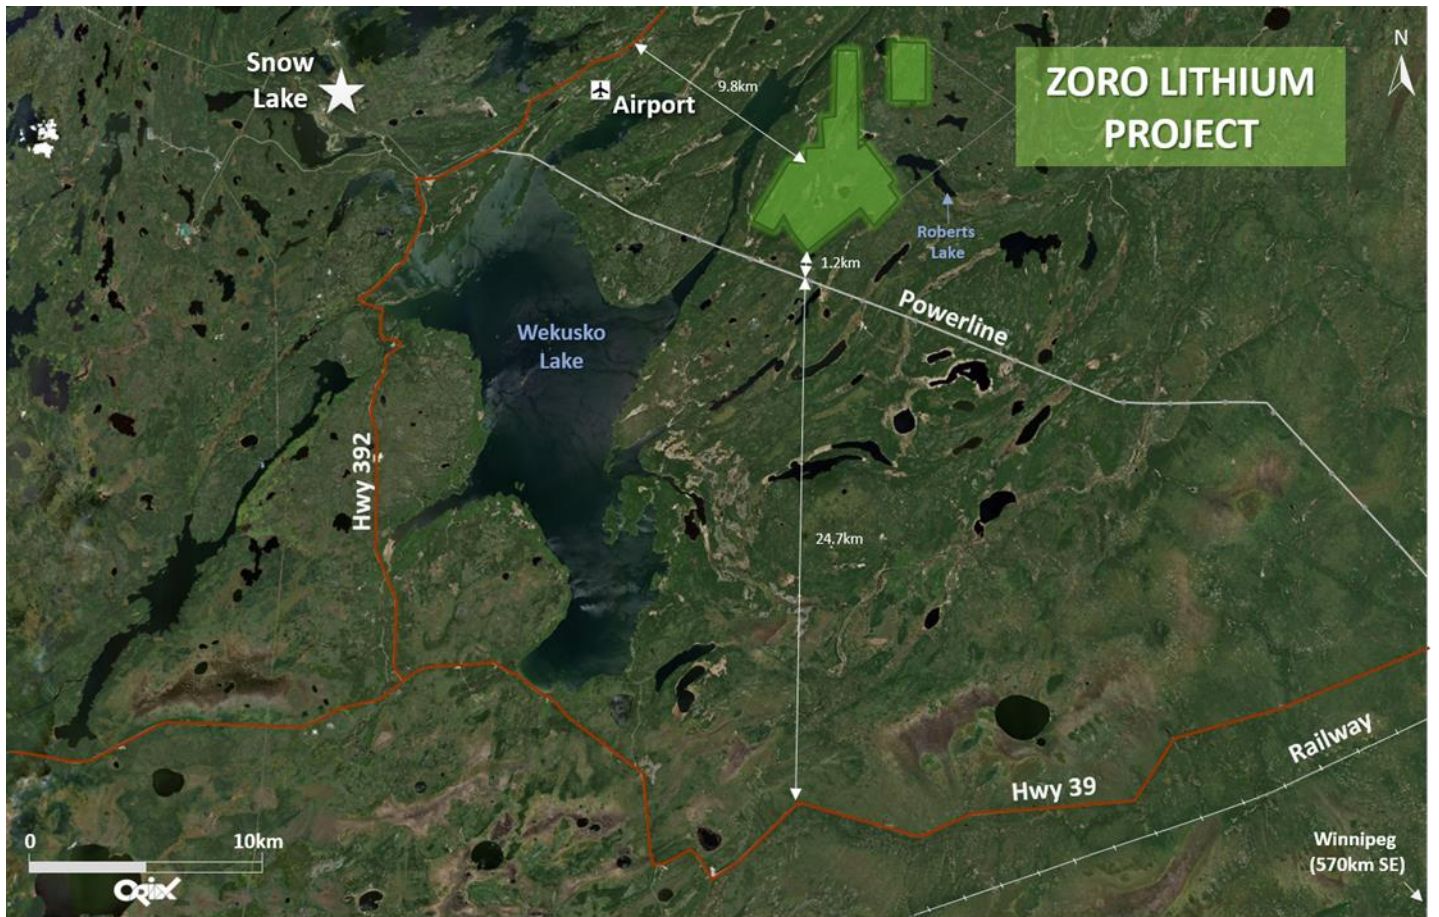 Snow
Lake
Airport
9.8km
ZORO LITHIUM
PROJECT
N
Roberts
Lake
1.2km
Powerline
Wekusko
Lake
Hwy 392
24.7km
Railway
Hwy 39
0 10km
Winnipeg
(570km SE)
Qgix